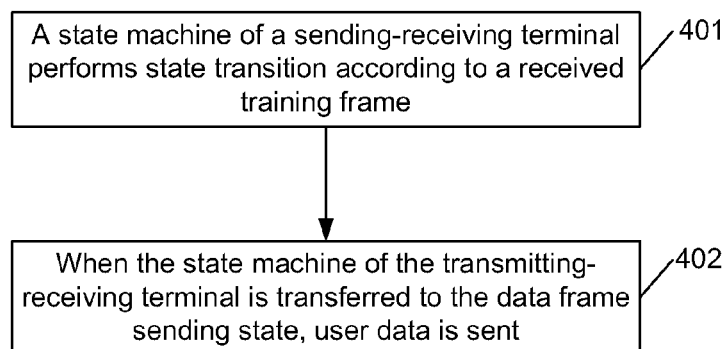 A state machine of a sending-receiving terminal
performs state transition according to a received
training frame
401
When the state machine of the transmitting-
receiving terminal is transferred to the data frame
sending state, user data is sent
402